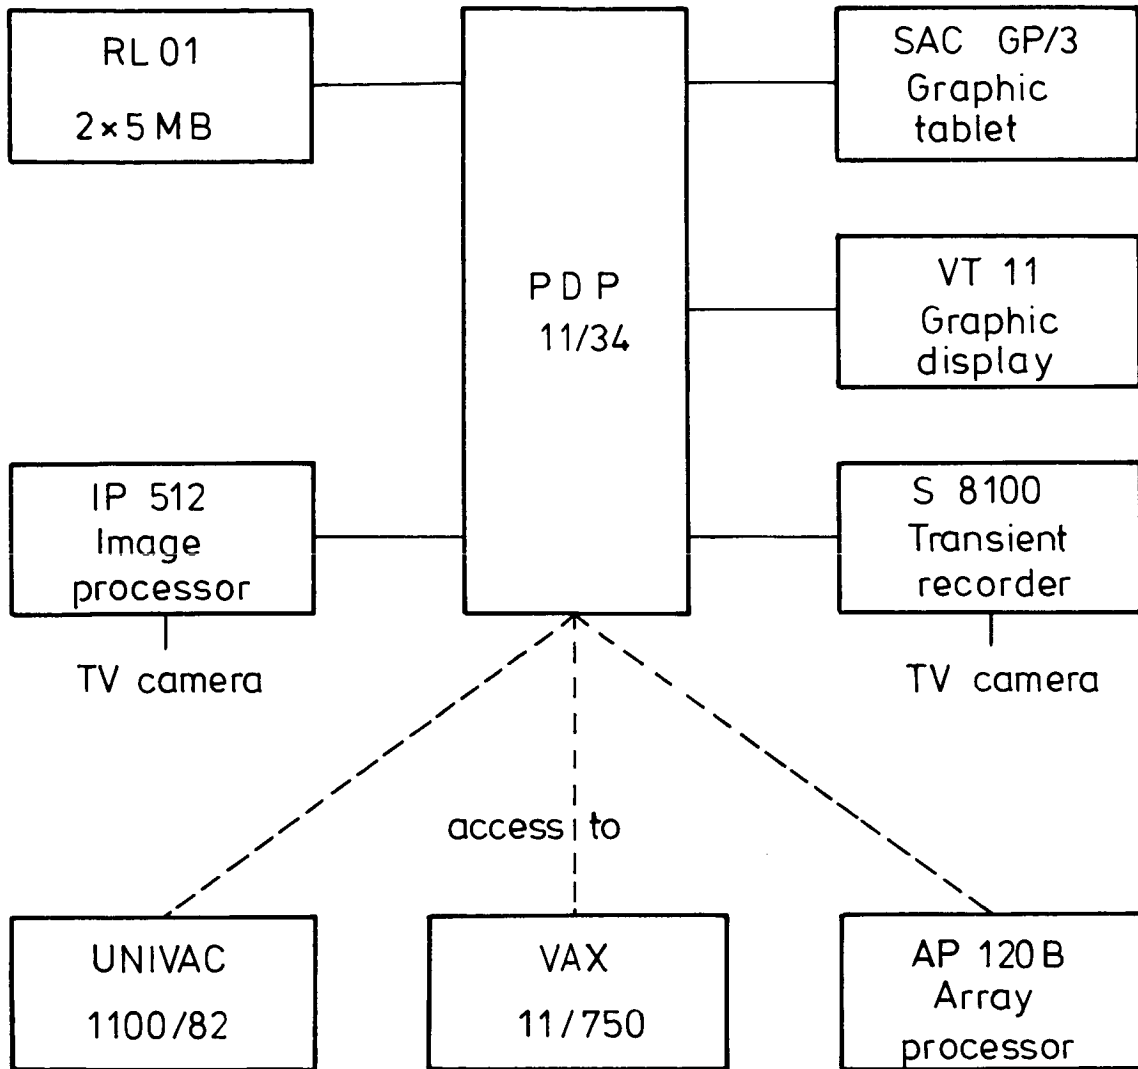 RL 01
2×5 MB
PDP
11/34
SAC GP/3
Graphic
tablet
VT 11
Graphic
display
IP 512
Image
processor
TV camera
S 8100
Transient
recorder
TV camera
access to
UNIVAC
1100/82
VAX
11/750
AP 120B
Array
processor